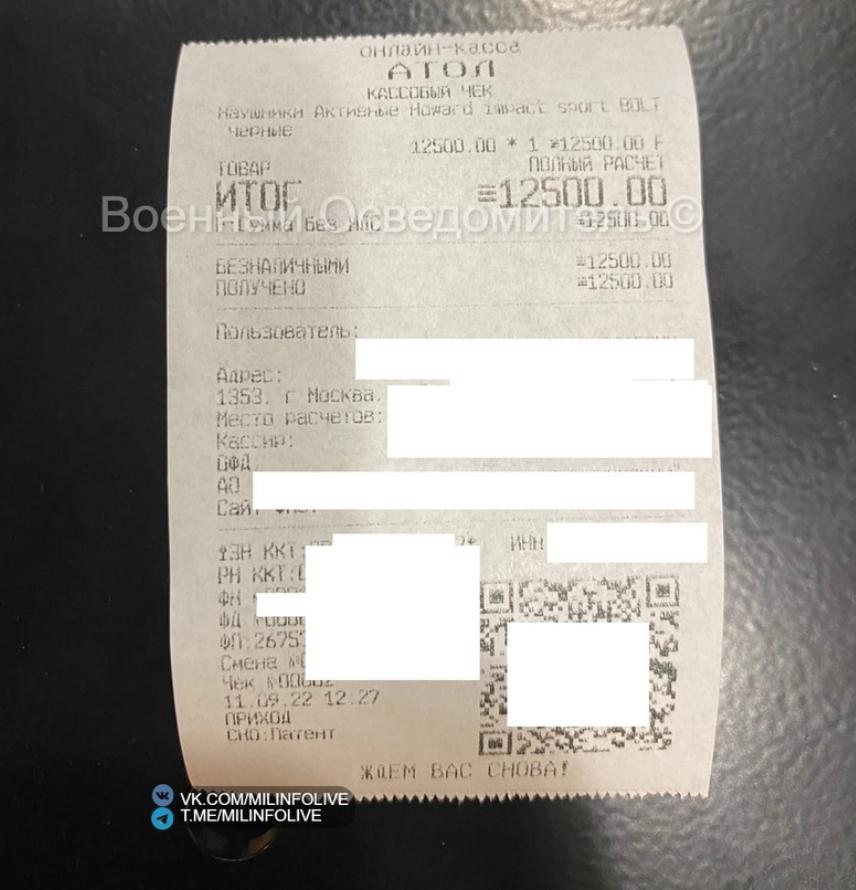 онлайн-касса
АТОЛ
КАССОВЫЙ ЧЕК
Наушники Активные Howard impact sport BOLT
черные
12500.00 * 1 =12500.00 F
ТОВАР ПОЛНЫЙ РАСЧЕТ
ИТОГ =12500.00
Военный Осведомитель ©
Сумма без НДС =12500.00
БЕЗНАЛИЧНЫМИ =12500.00
ПОЛУЧЕНО =12500.00
Пользователь:
Адрес:
1353. г Москва.
Место расчетов:
Кассир:
ОФД
АО
Сайт
ЗН ККТ: ИНН
РН ККТ:
ФН
ФД
ФП:2675
Смена №0
Чек №00002
11.09.22 12:27
ПРИХОД
СНО:Патент
ЖДЕМ ВАС СНОВА!
VK.COM/MILINFOLIVE
T.ME/MILINFOLIVE